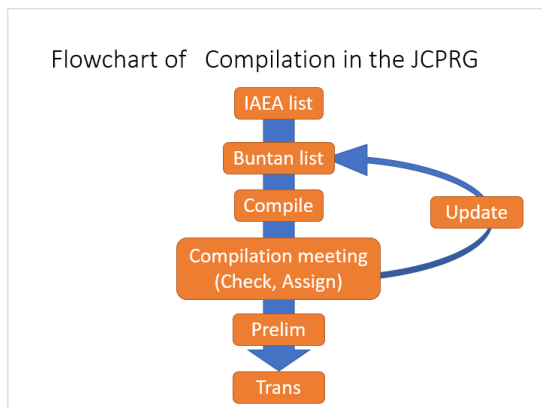 Flowchart of Compilation in the JCPRG
IAEA list
Buntan list
Compile
Update
Compilation meeting
(Check, Assign)
Prelim
Trans